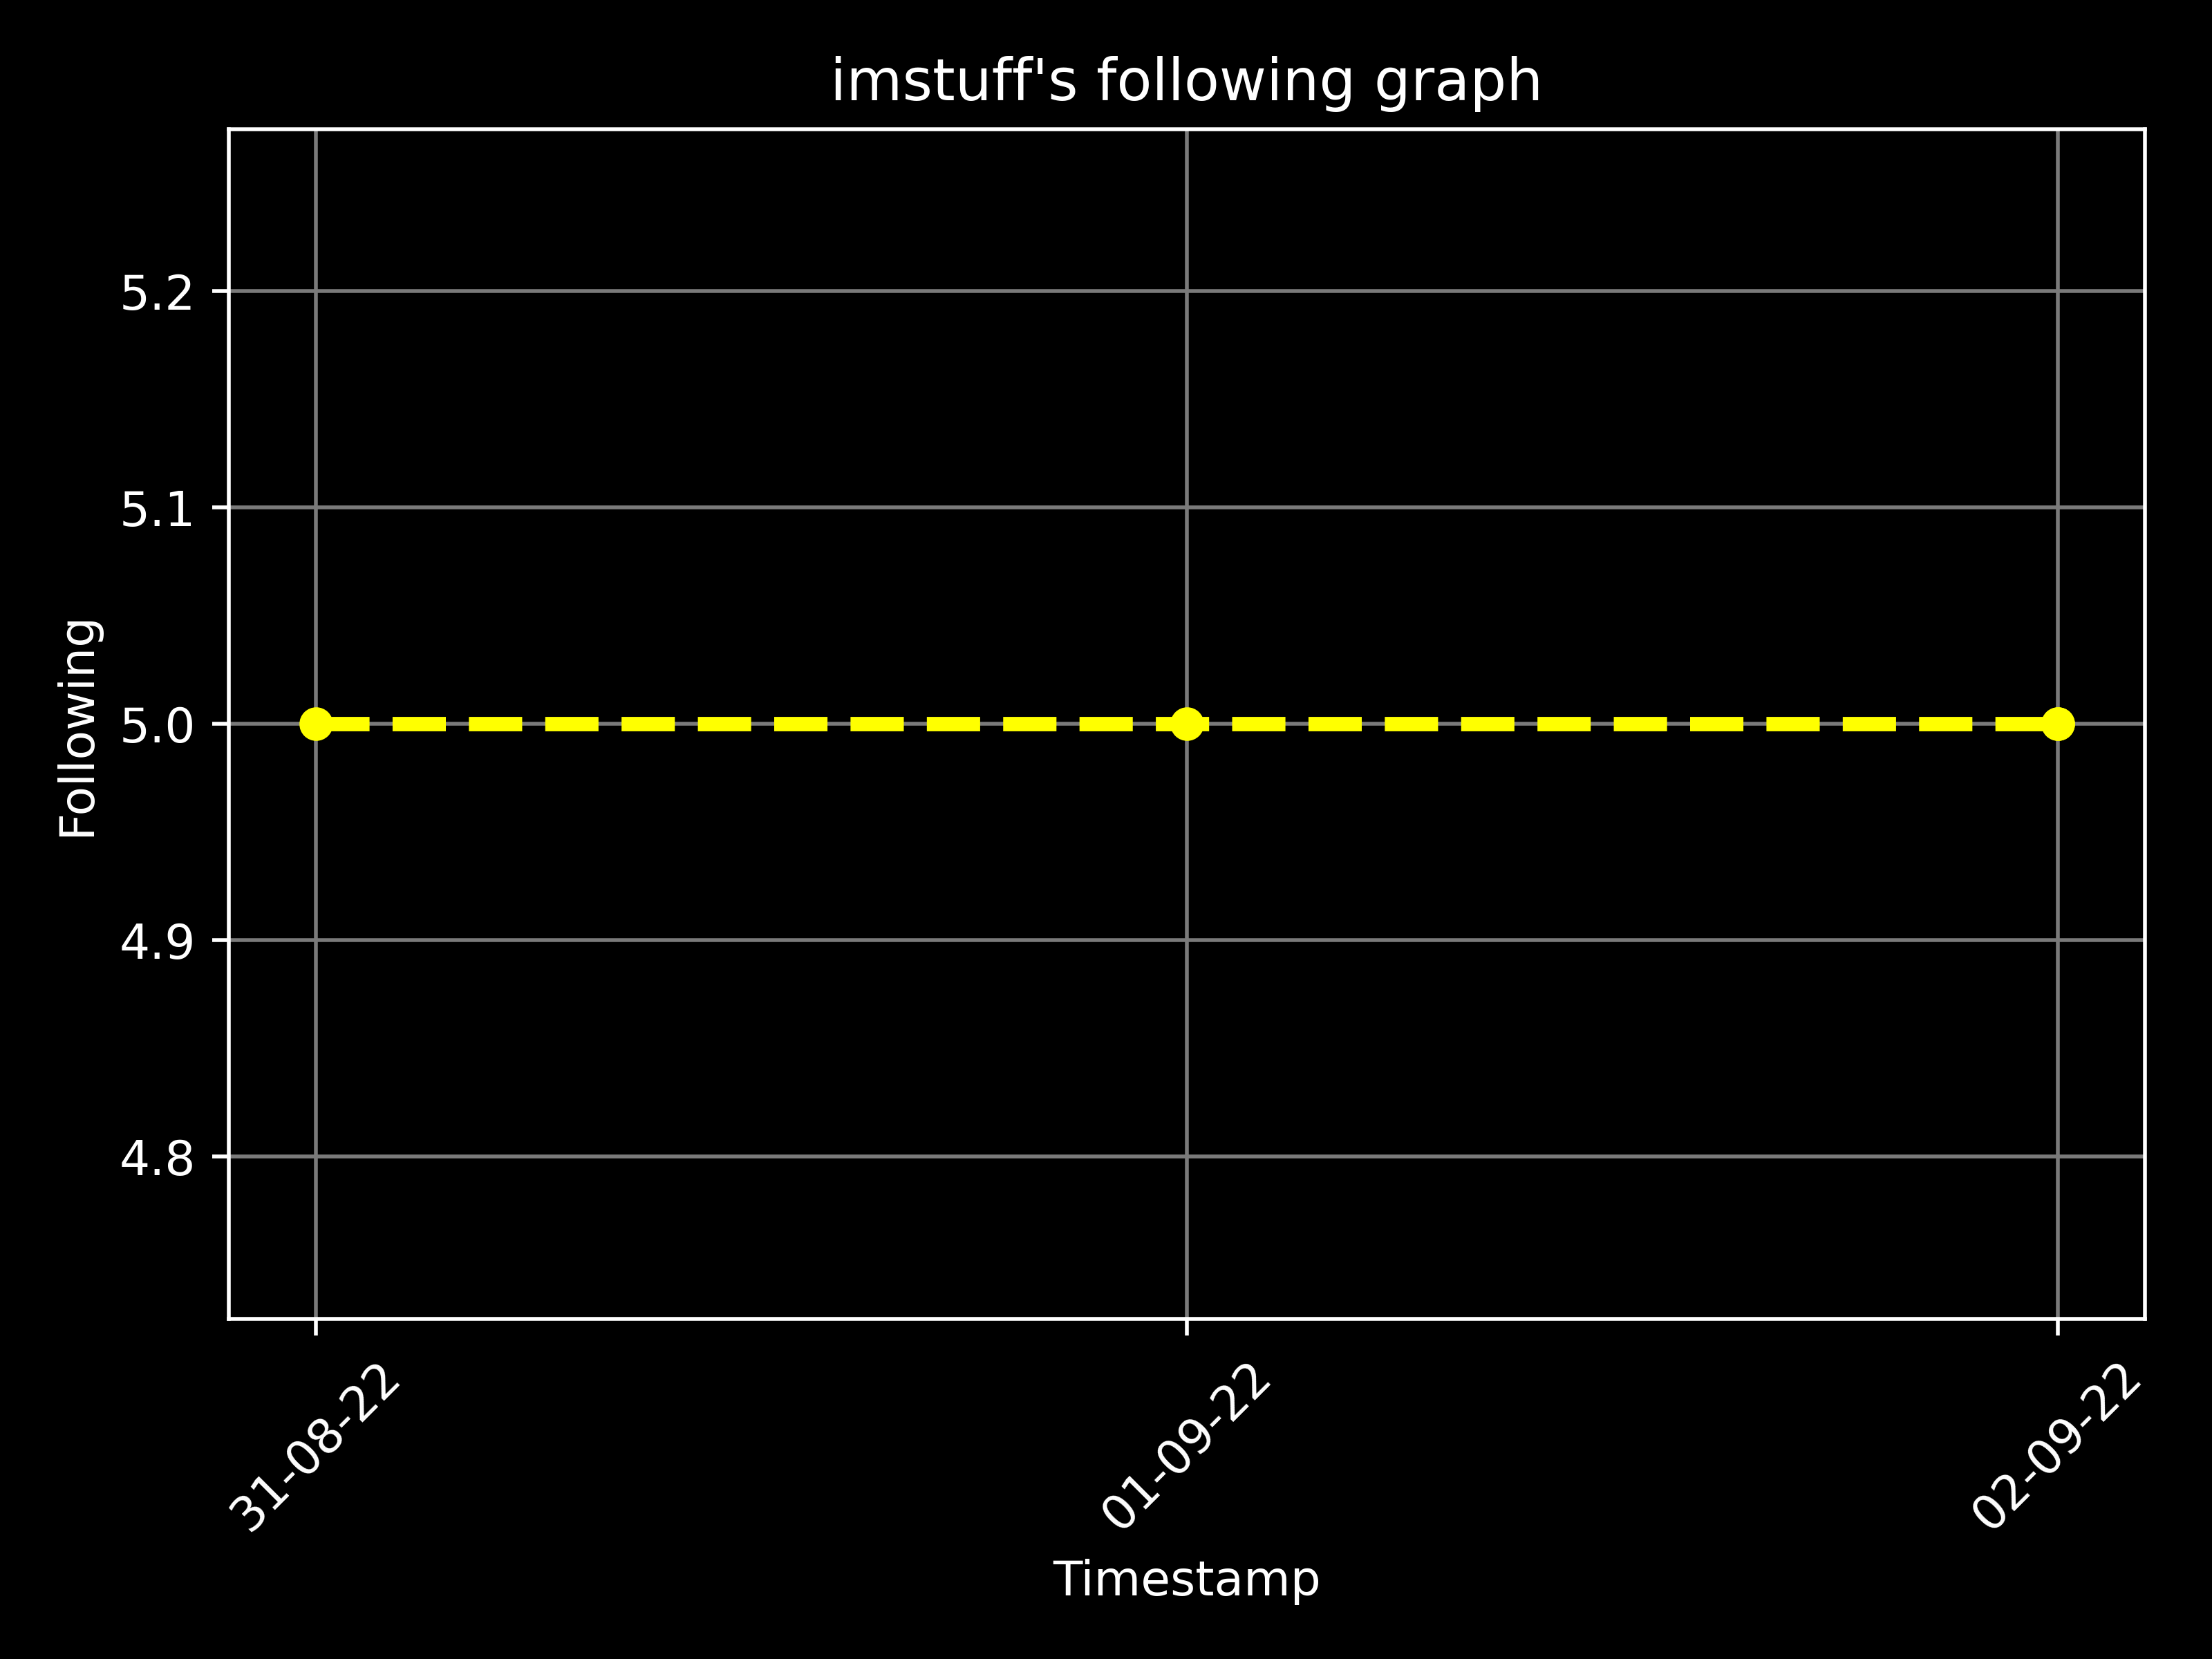 imstuff's following graph
5.2
5.1
5.0
4.9
4.8
Following
31-08-22
01-09-22
02-09-22
Timestamp